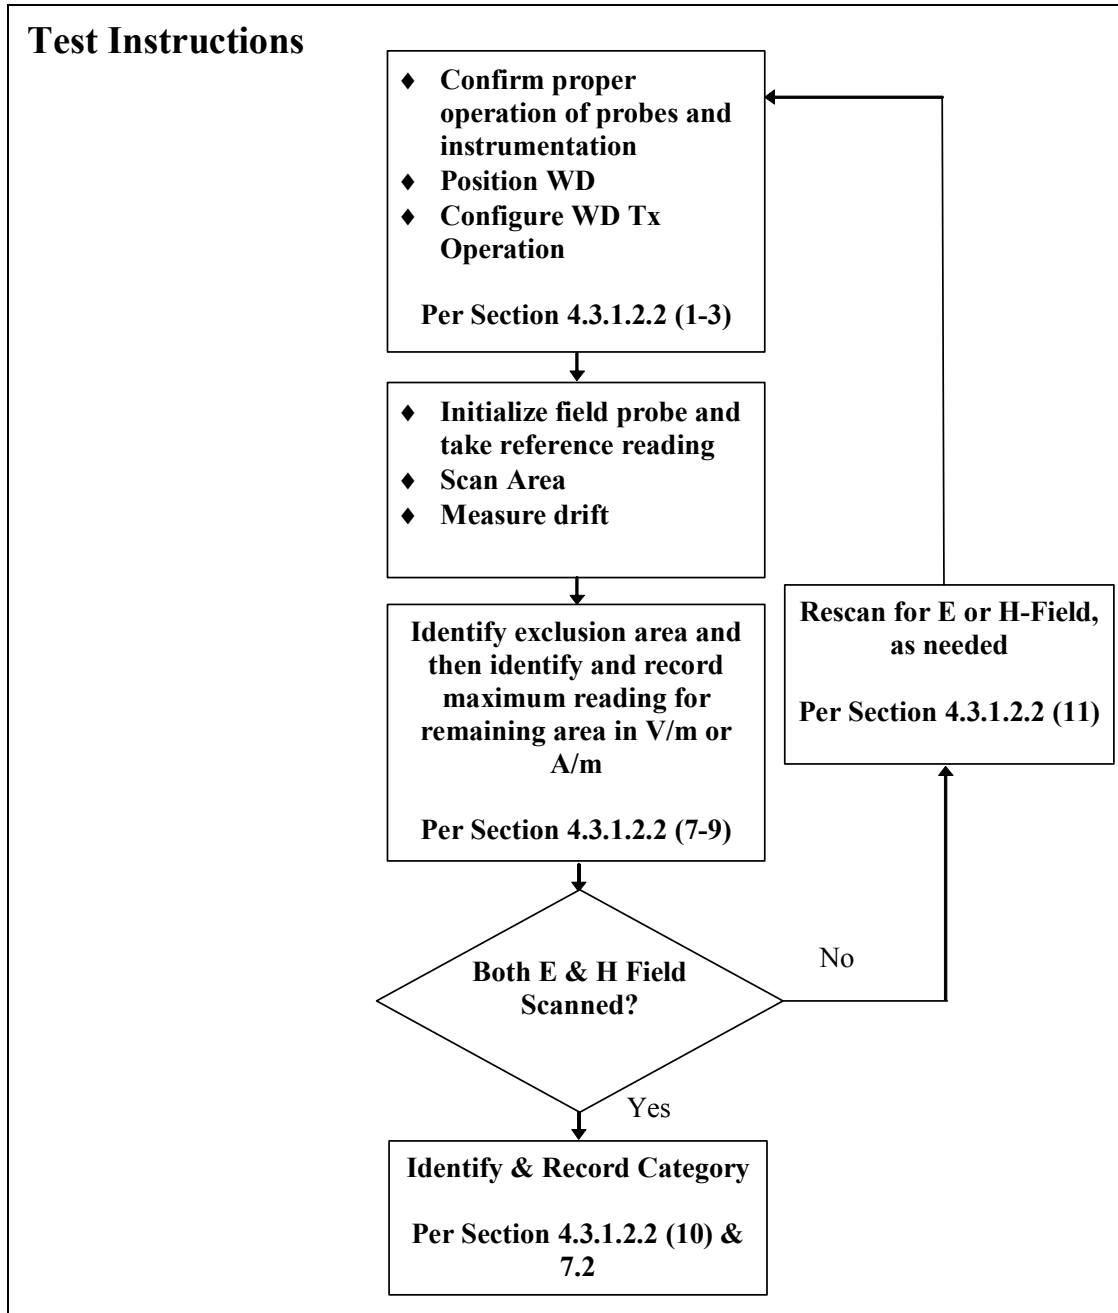 Test Instructions
♦ Confirm proper
operation of probes and
instrumentation
♦ Position WD
♦ Configure WD Tx
Operation
Per Section 4.3.1.2.2 (1-3)
♦ Initialize field probe and
take reference reading
♦ Scan Area
♦ Measure drift
Identify exclusion area and
then identify and record
maximum reading for
remaining area in V/m or
A/m
Per Section 4.3.1.2.2 (7-9)
Rescan for E or H-Field,
as needed
Per Section 4.3.1.2.2 (11)
Both E & H Field
Scanned?
No
Yes
Identify & Record Category
Per Section 4.3.1.2.2 (10) &
7.2